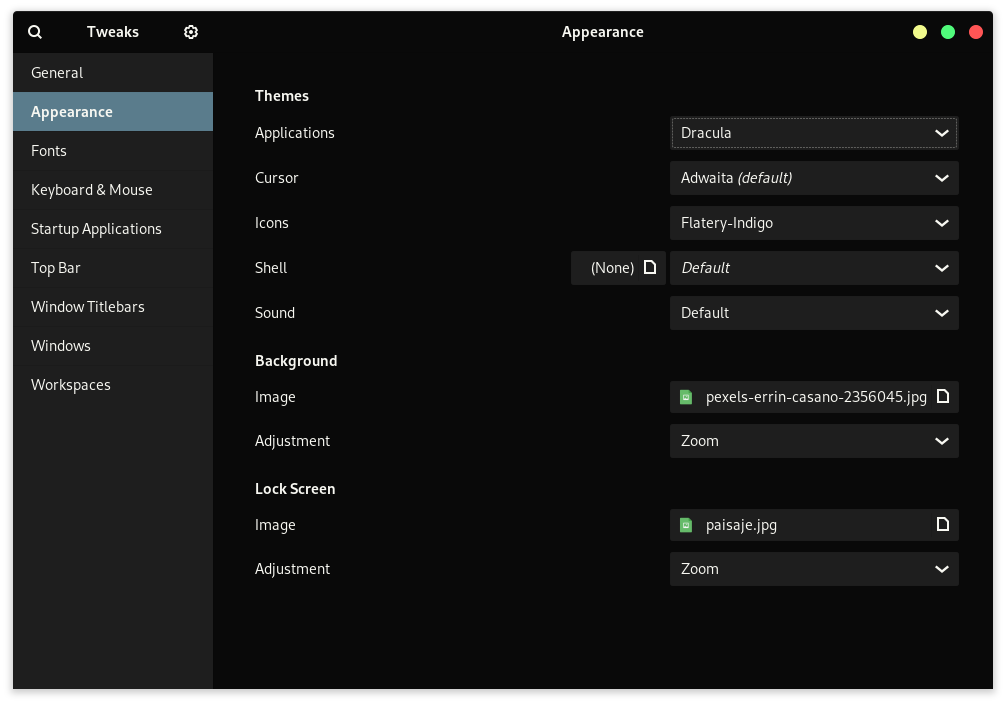 Tweaks
Appearance
General
Appearance
Fonts
Keyboard & Mouse
Startup Applications
Top Bar
Window Titlebars
Windows
Workspaces
Themes
Applications Dracula
Cursor Adwaita (default)
Icons Flatery-Indigo
Shell (None) Default
Sound Default
Background
Image pexels-errin-casano-2356045.jpg
Adjustment Zoom
Lock Screen
Image paisaje.jpg
Adjustment Zoom